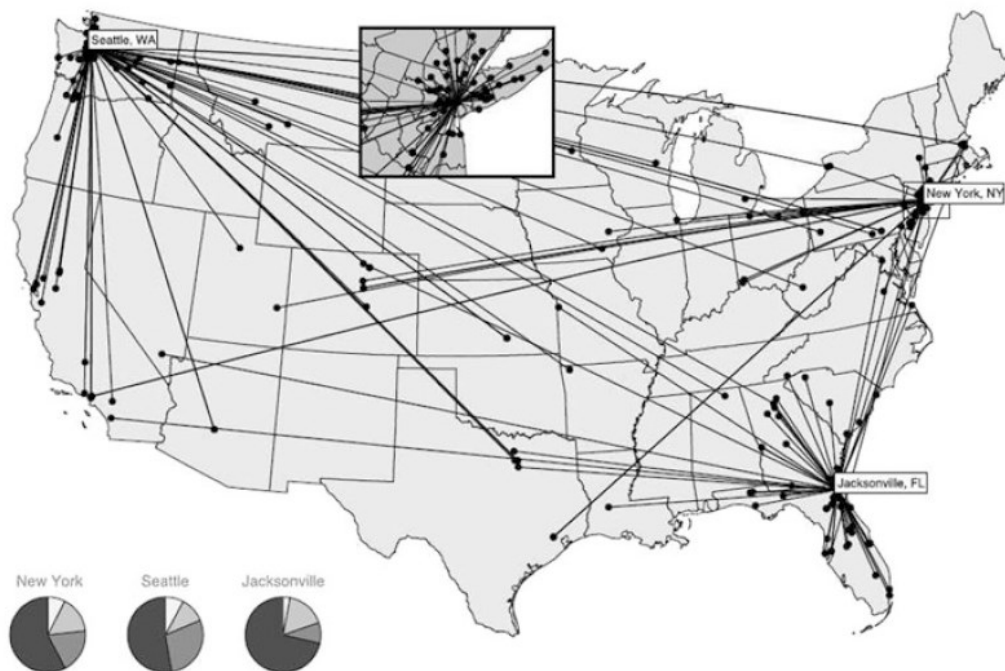 Seattle, WA
New York, NY
Jacksonville, FL
New York
Seattle
Jacksonville